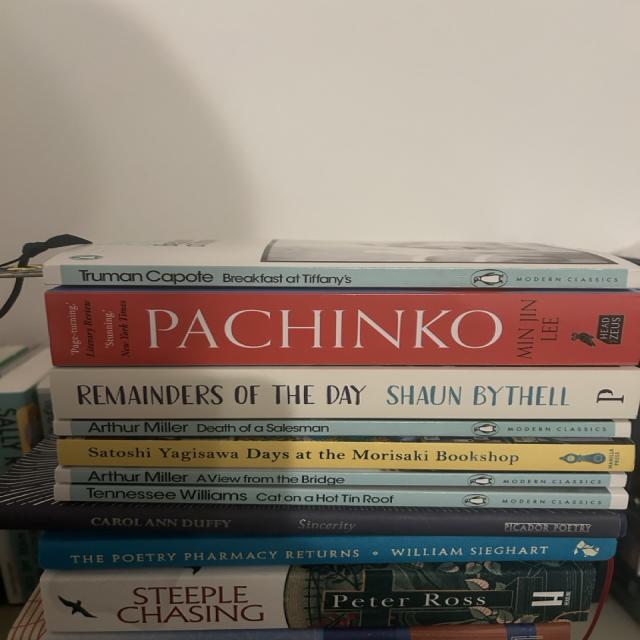 Truman Capote Breakfast at Tiffany's MODERN CLASSICS
'Page-turning.' Literary Review
'Stunning.' New York Times
PACHINKO
MIN JIN LEE
HEAD ZEUS
REMAINDERS OF THE DAY SHAUN BYTHELL P
Arthur Miller Death of a Salesman MODERN CLASSICS
Satoshi Yagisawa Days at the Morisaki Bookshop MANILLA PRESS
Arthur Miller A View from the Bridge MODERN CLASSICS
Tennessee Williams Cat on a Hot Tin Roof MODERN CLASSICS
CAROL ANN DUFFY Sincerity PICADOR POETRY
THE POETRY PHARMACY RETURNS • WILLIAM SIEGHART
STEEPLE CHASING Peter Ross H
SALLY